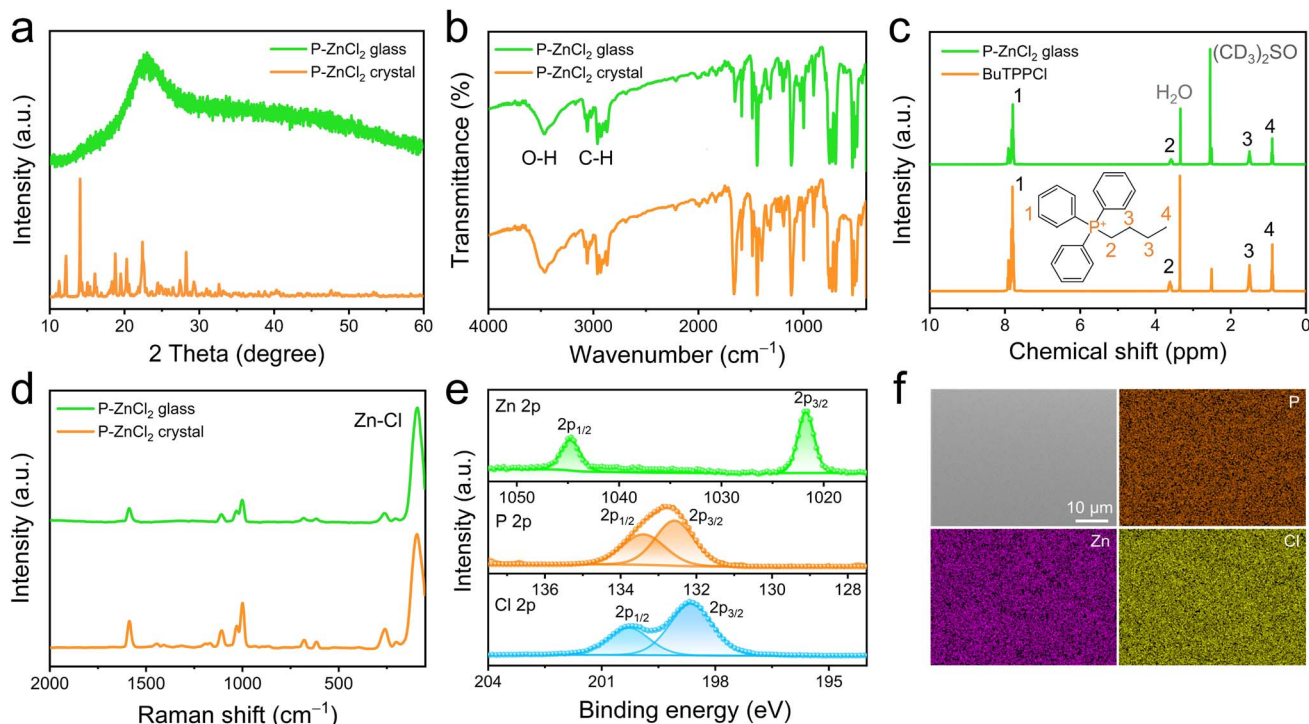 a
P-ZnCl₂ glass
P-ZnCl₂ crystal
Intensity (a.u.)
10 20 30 40 50 60
2 Theta (degree)
b
P-ZnCl₂ glass
P-ZnCl₂ crystal
Transmittance (%)
O-H
C-H
4000 3000 2000 1000
Wavenumber (cm⁻¹)
c
P-ZnCl₂ glass
BuTPPCl
(CD₃)₂SO
H₂O
Intensity (a.u.)
1
2
3
4
1
2
3
4
1
P⁺
2
3
3
4
10 8 6 4 2 0
Chemical shift (ppm)
d
P-ZnCl₂ glass
P-ZnCl₂ crystal
Zn-Cl
Intensity (a.u.)
2000 1500 1000 500
Raman shift (cm⁻¹)
e
Zn 2p
2p₁/₂
2p₃/₂
1050 1040 1030 1020
P 2p
2p₁/₂
2p₃/₂
136 134 132 130 128
Cl 2p
2p₁/₂
2p₃/₂
204 201 198 195
Intensity (a.u.)
Binding energy (eV)
f
10 µm
P
Zn
Cl